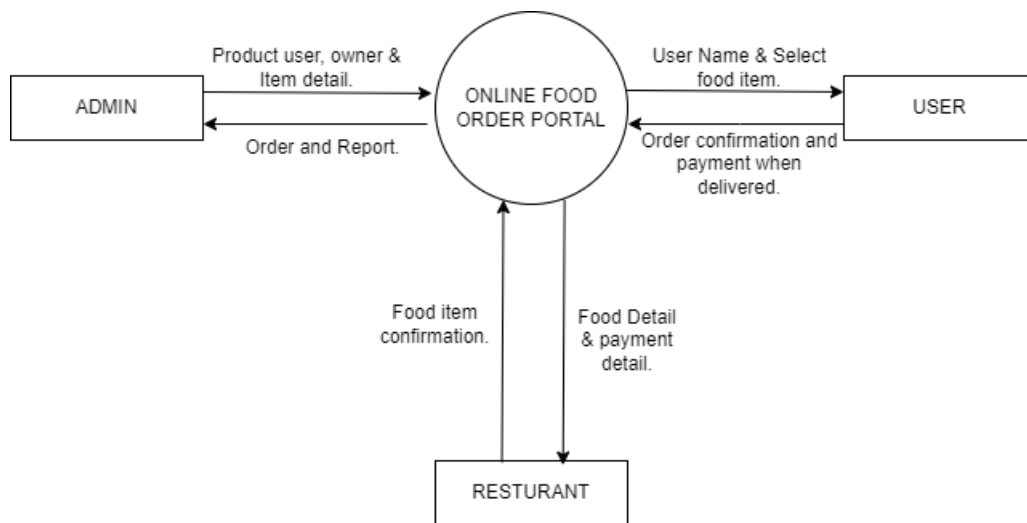 Product user, owner &
Item detail.
User Name & Select
food item.
ADMIN
ONLINE FOOD
ORDER PORTAL
USER
Order and Report.
Order confirmation and
payment when
delivered.
Food item
confirmation.
Food Detail
& payment
detail.
RESTURANT